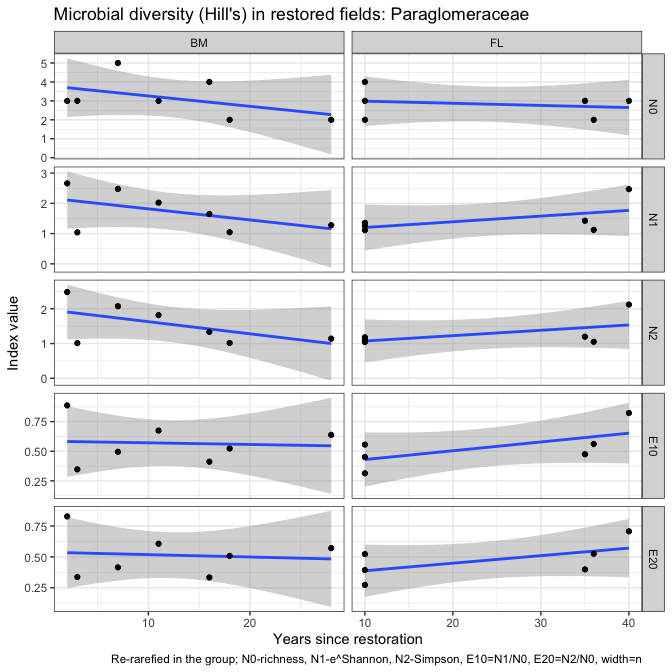 Microbial diversity (Hill's) in restored fields: Paraglomeraceae
BM
FL
5
4
3
2
1
0
N0
3
2
1
0
N1
2
1
0
N2
0.75
0.50
0.25
E10
0.75
0.50
0.25
E20
Index value
10
20
10
20
30
40
Years since restoration
Re-rarefied in the group; N0-richness, N1-e^Shannon, N2-Simpson, E10=N1/N0, E20=N2/N0, width=n